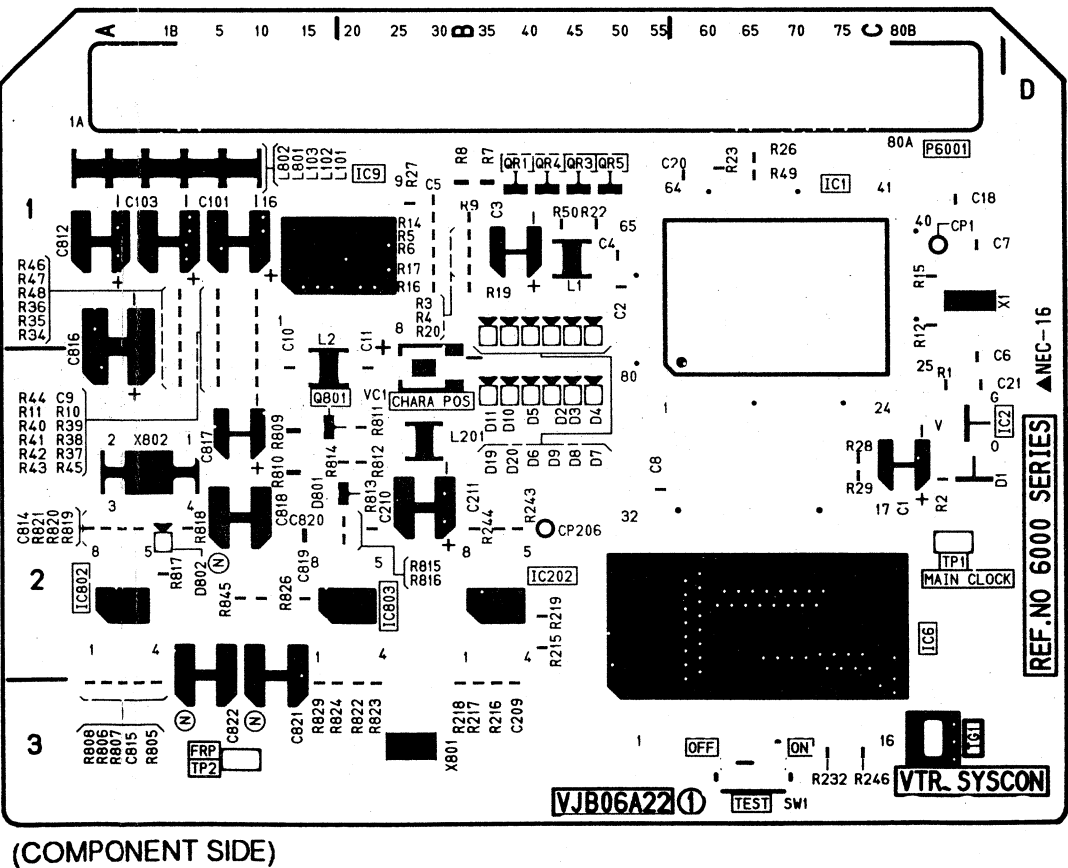 A 1B 5 10 15 20 25 30 B 35 40 45 50 55 60 65 70 75 C 80B
D
1A
80A P6001
L802
L801
L103
L102
L101
IC9
9 R27 C5
R8 R7 QR1 QR4 QR3 QR5
C20 R23 R26
R49
64 IC1 41
C18
1
C812 C103 C101 16
R14
R5
R6
R17
R16
R9 C3 R50 R22 65
C4
40 CP1 C7
R46
R47
R48
R36
R35
R34
R19 L1 C2
R15 X1
R3
R4
R20
C816 1 C10 L2 C11 8
R12
25 C6
80
VC1 CHARA POS
Q801
R1 C21
▲NEC-16
R44 C9
R11 R10
R40 R39
R41 R38
R42 R37
R43 R45
2 X802 1
3 4
C817 R809 R811
L201
D11 D10 D5 D2 D3 D4
D19 D20 D6 D9 D8 D7
1 24 V G
IC2
O
R810 R814 R812
D801 R813 C210 C211
C8 R28
R29
17 C1 R2 D1
REF.NO 6000 SERIES
C814
R821
R820
R819
R818 C818 C820
R244 R243 CP206
32
8 5
R817 D802 N
C819 8 5
R815
R816
8 5
IC202
TP1
MAIN CLOCK
2
IC802 R845 R826 IC803
R219
R215
IC6
1 4 1 4 1 4
R808
R806
R807
C815
R805
N C822 N C821
R829
R824
R822
R823
R218
R217
R216
C209
3
FRP
TP2
X801
1 OFF ON 16
TG1
R232 R246
VTR SYSCON
VJB06A22 ①
TEST SW1
(COMPONENT SIDE)